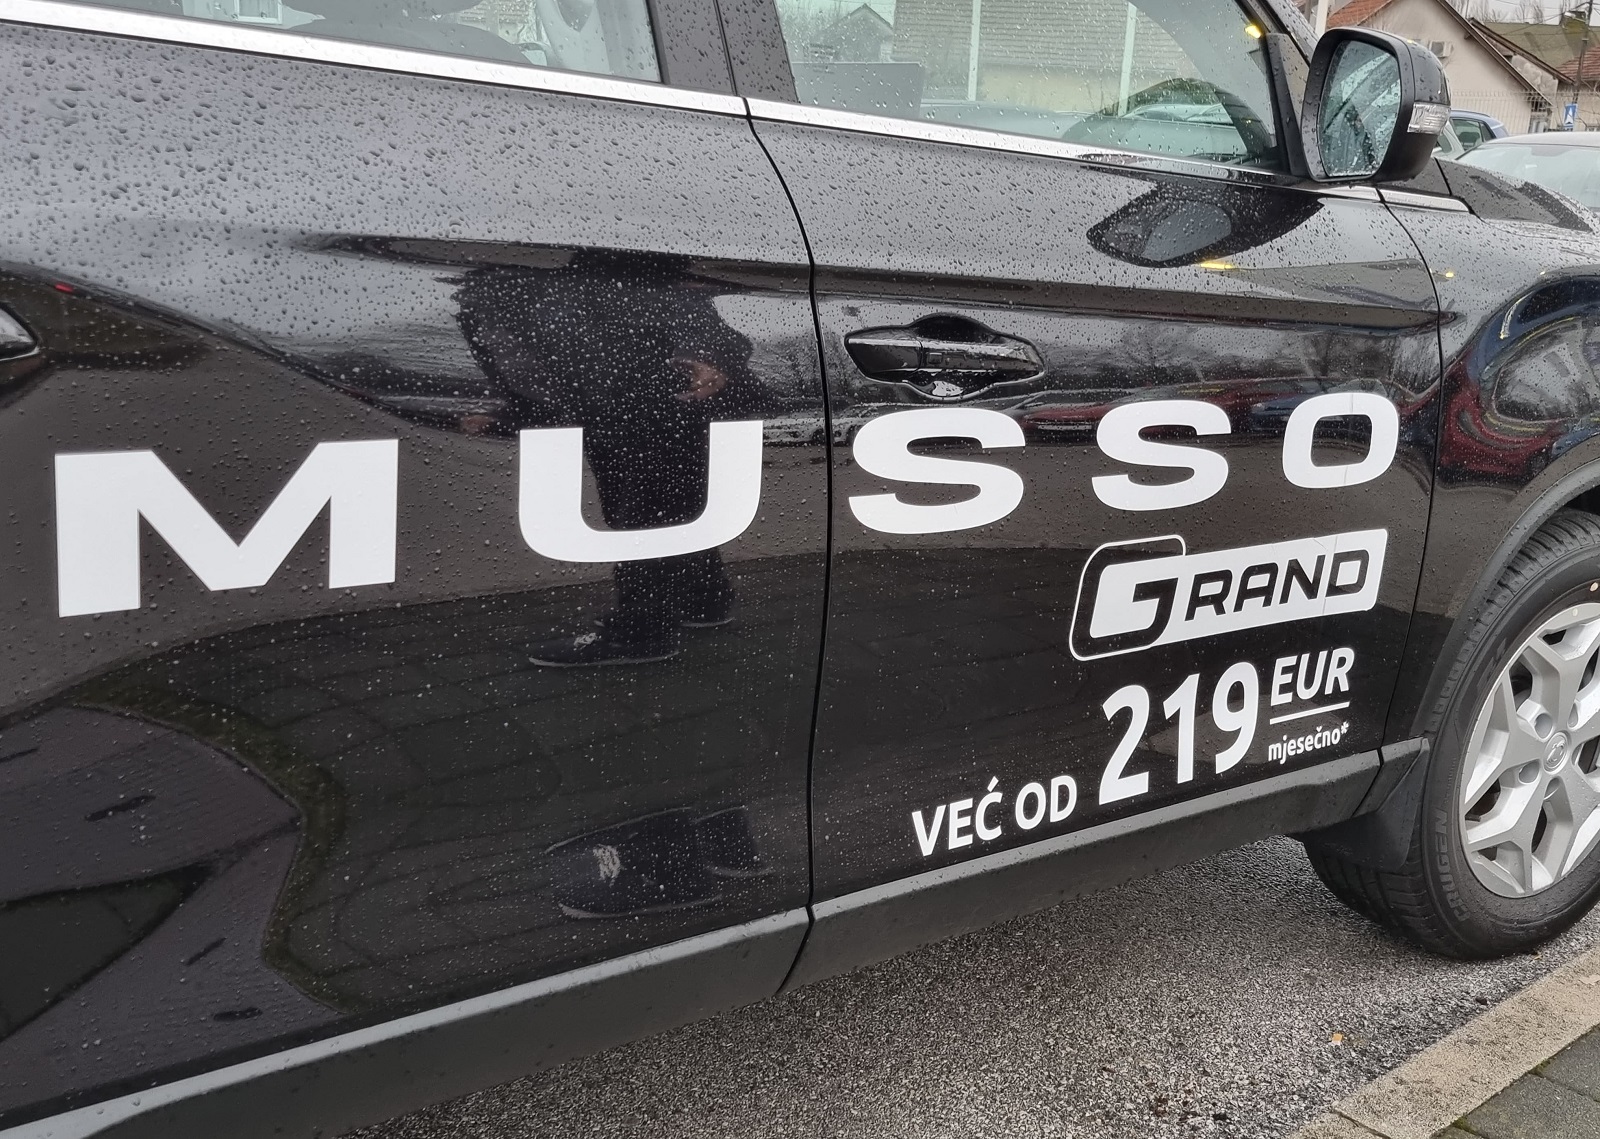 MUSSO
GRAND
VEĆ OD 219 EUR
mjesečno*